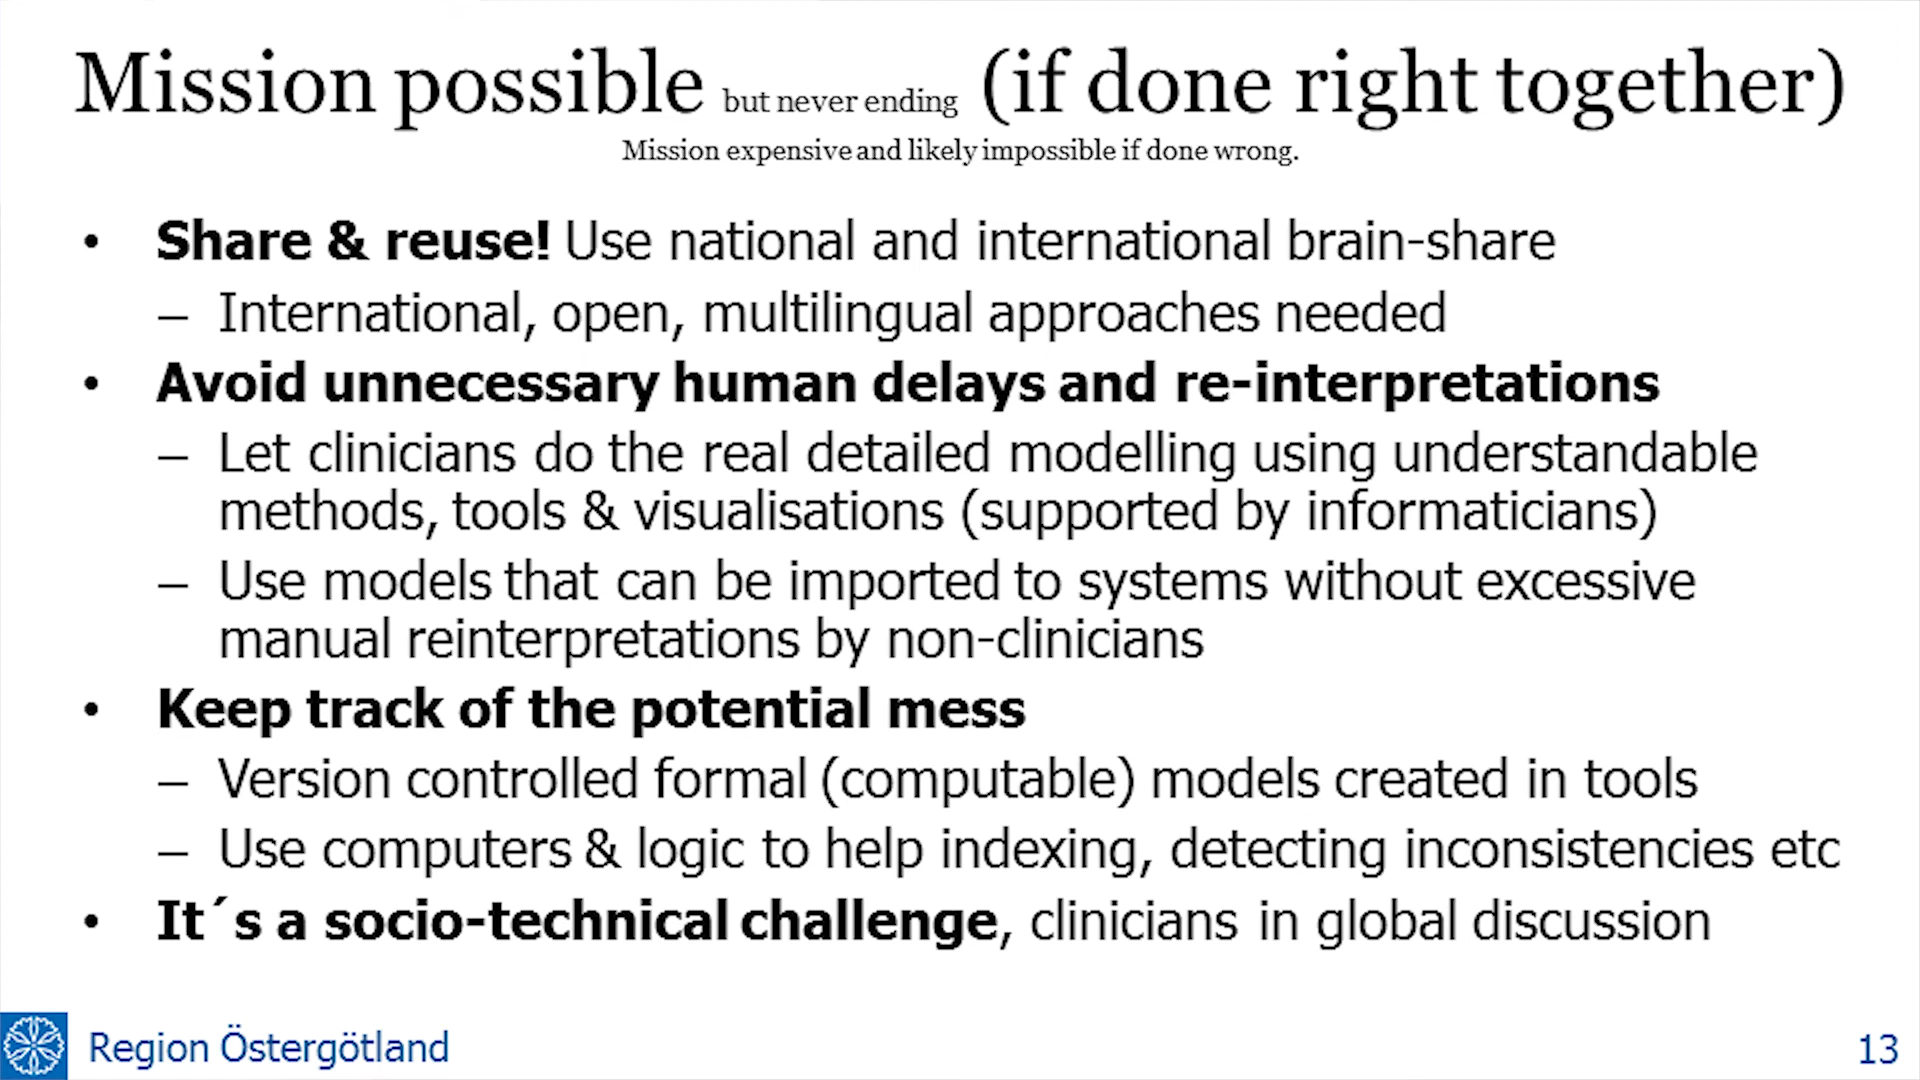 Mission possible but never ending (if done right together)
Mission expensive and likely impossible if done wrong.
• Share & reuse! Use national and international brain-share
– International, open, multilingual approaches needed
• Avoid unnecessary human delays and re-interpretations
– Let clinicians do the real detailed modelling using understandable
methods, tools & visualisations (supported by informaticians)
– Use models that can be imported to systems without excessive
manual reinterpretations by non-clinicians
• Keep track of the potential mess
– Version controlled formal (computable) models created in tools
– Use computers & logic to help indexing, detecting inconsistencies etc
• It´s a socio-technical challenge, clinicians in global discussion
Region Östergötland
13